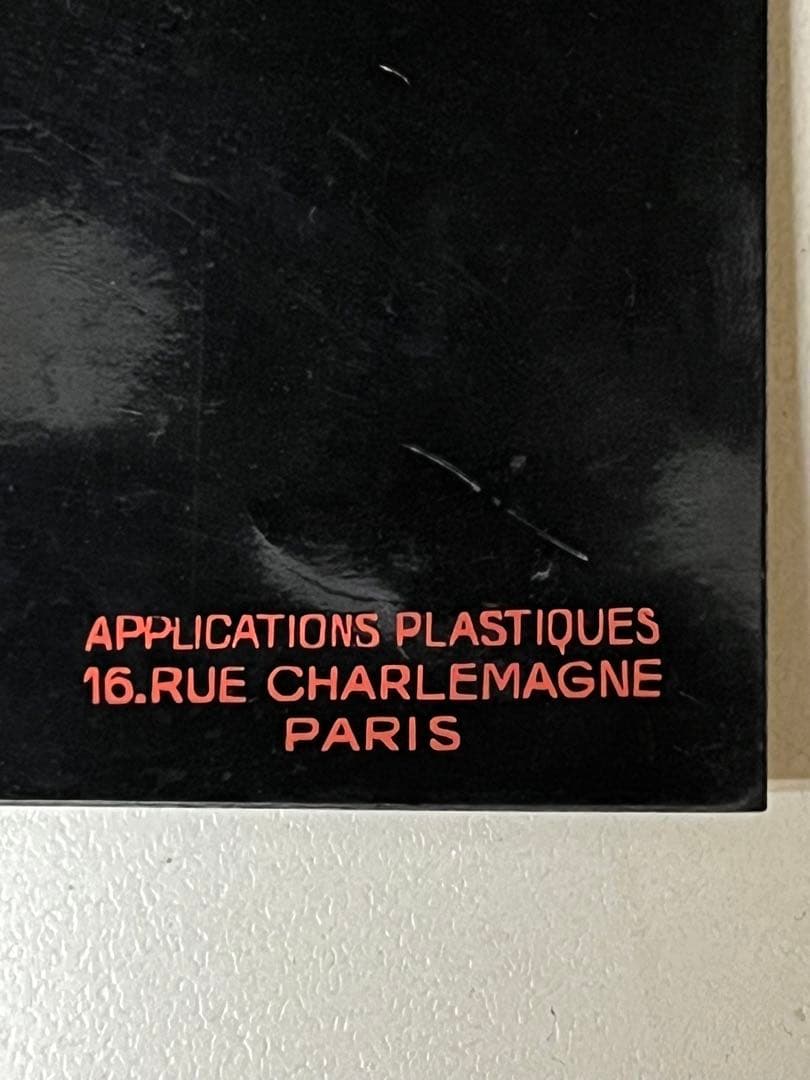 APPLICATIONS PLASTIQUES
16.RUE CHARLEMAGNE
PARIS